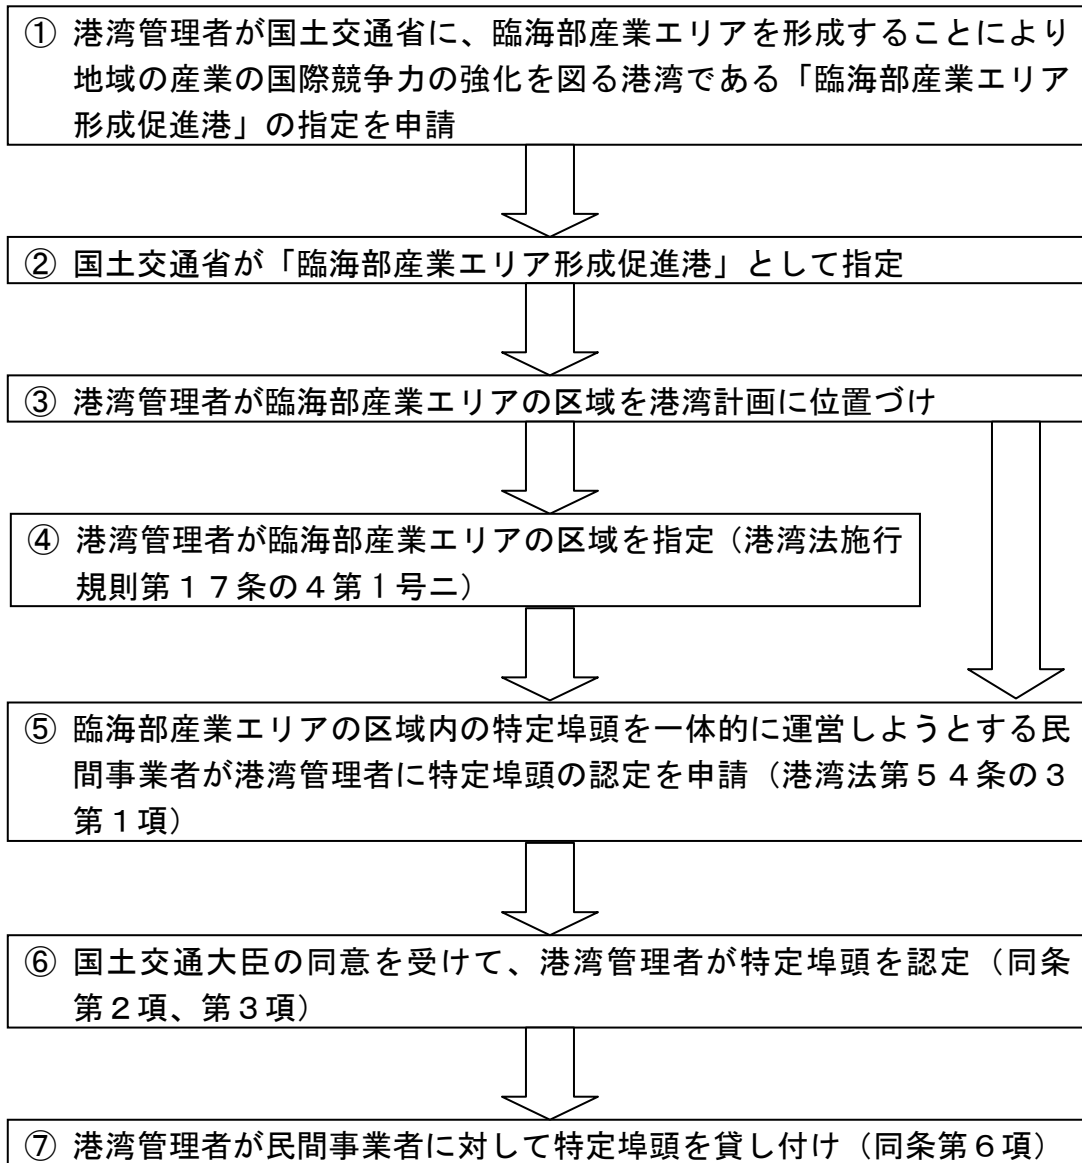 ① 港湾管理者が国土交通省に、臨海部産業エリアを形成することにより
地域の産業の国際競争力の強化を図る港湾である「臨海部産業エリア
形成促進港」の指定を申請
② 国土交通省が「臨海部産業エリア形成促進港」として指定
③ 港湾管理者が臨海部産業エリアの区域を港湾計画に位置づけ
④ 港湾管理者が臨海部産業エリアの区域を指定（港湾法施行
規則第１７条の４第１号ニ）
⑤ 臨海部産業エリアの区域内の特定埠頭を一体的に運営しようとする民
間事業者が港湾管理者に特定埠頭の認定を申請（港湾法第５４条の３
第１項）
⑥ 国土交通大臣の同意を受けて、港湾管理者が特定埠頭を認定（同条
第２項、第３項）
⑦ 港湾管理者が民間事業者に対して特定埠頭を貸し付け（同条第６項）